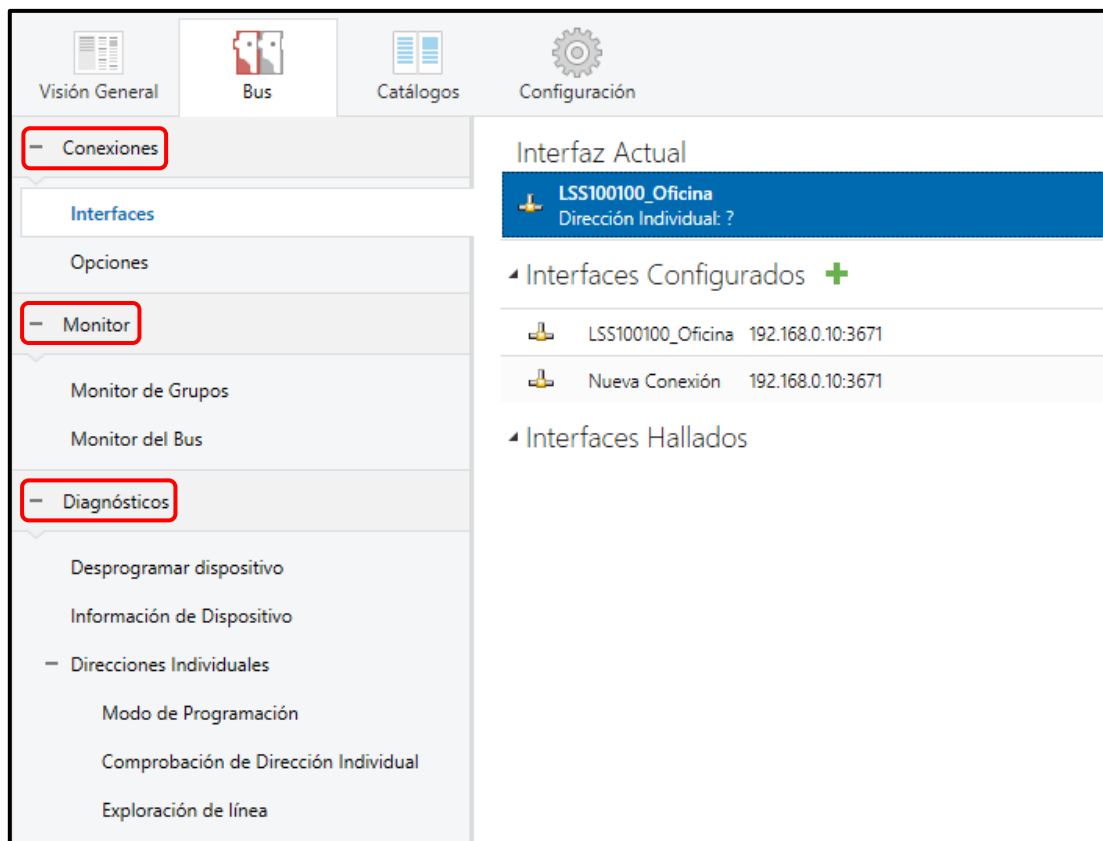 Visión General
Bus
Catálogos
Configuración
Conexiones
Interfaces
Opciones
Monitor
Monitor de Grupos
Monitor del Bus
Diagnósticos
Desprogramar dispositivo
Información de Dispositivo
Direcciones Individuales
Modo de Programación
Comprobación de Dirección Individual
Exploración de línea
Interfaz Actual
LSS100100_Oficina
Dirección Individual: ?
Interfaces Configurados
LSS100100_Oficina 192.168.0.10:3671
Nueva Conexión 192.168.0.10:3671
Interfaces Hallados